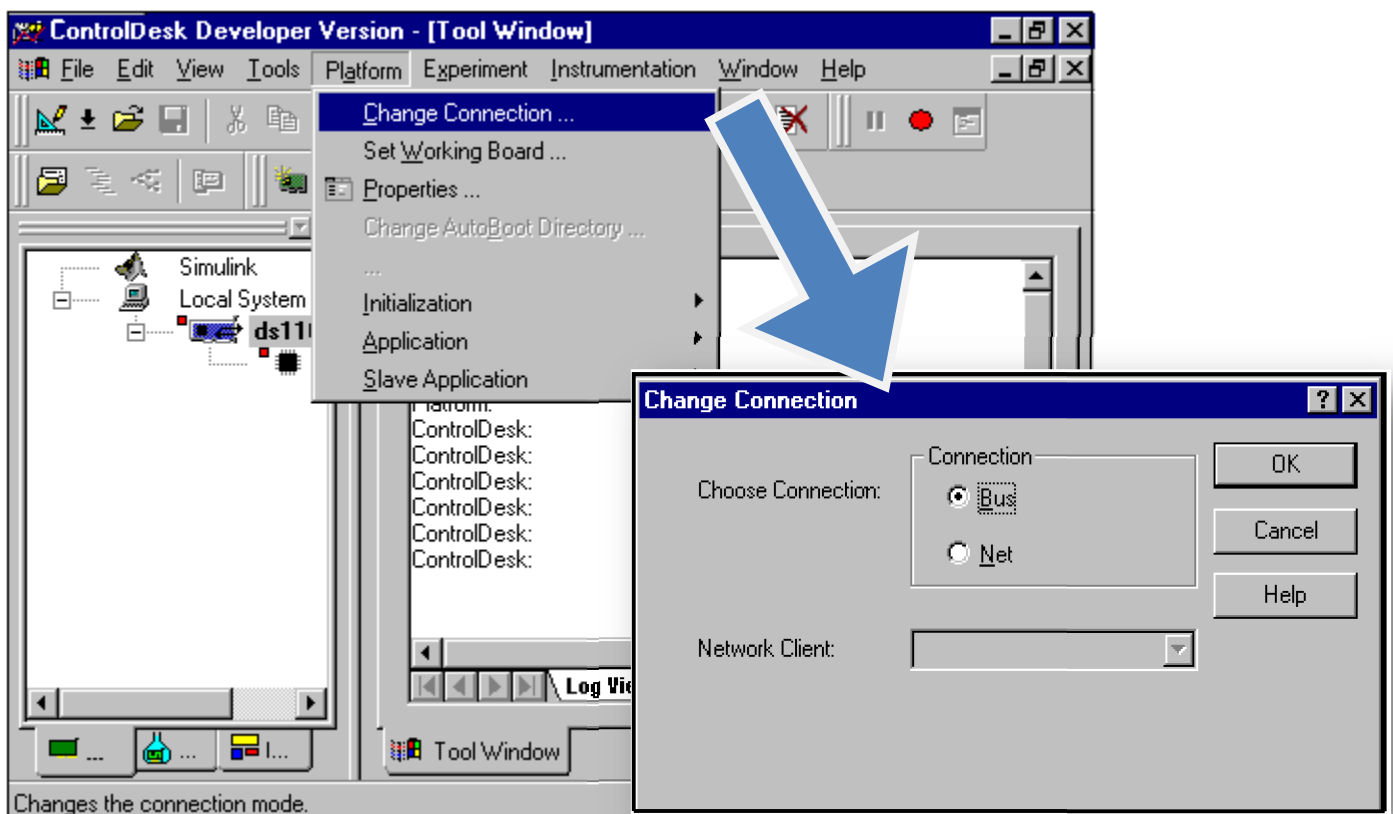 ControlDesk Developer Version - [Tool Window]
File Edit View Tools Platform Experiment Instrumentation Window Help
Change Connection ...
Set Working Board ...
Properties ...
Change AutoBoot Directory ...
...
Initialization
Application
Slave Application
Simulink
Local System
Platform:
ControlDesk:
ControlDesk:
ControlDesk:
ControlDesk:
ControlDesk:
ControlDesk:
Tool Window
... ... I...
Changes the connection mode.
Change Connection
Choose Connection:
Connection
Bus
Net
Network Client:
OK
Cancel
Help